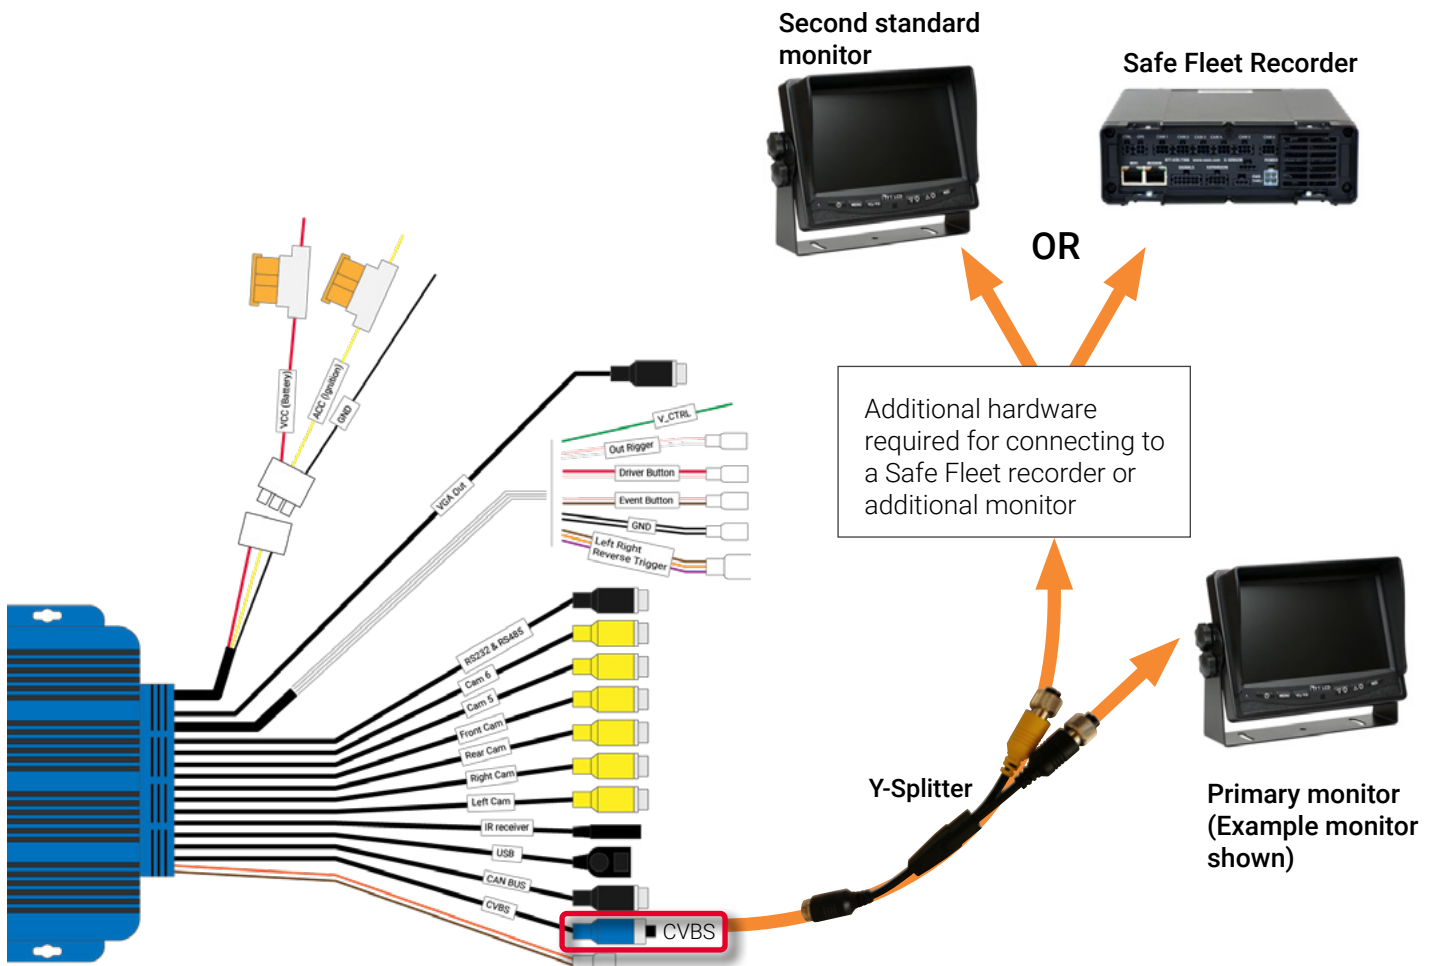 Second standard
monitor
Safe Fleet Recorder
OR
VCC (Battery)
ACC (Ignition)
GND
VGA Out
V_CTRL
Out Rigger
Driver Button
Event Button
GND
Left Right
Reverse Trigger
Additional hardware
required for connecting to
a Safe Fleet recorder or
additional monitor
RS232 & RS485
Cam 6
Cam 5
Front Cam
Rear Cam
Right Cam
Left Cam
IR receiver
USB
CAN BUS
CVBS
CVBS
Y-Splitter
Primary monitor
(Example monitor
shown)